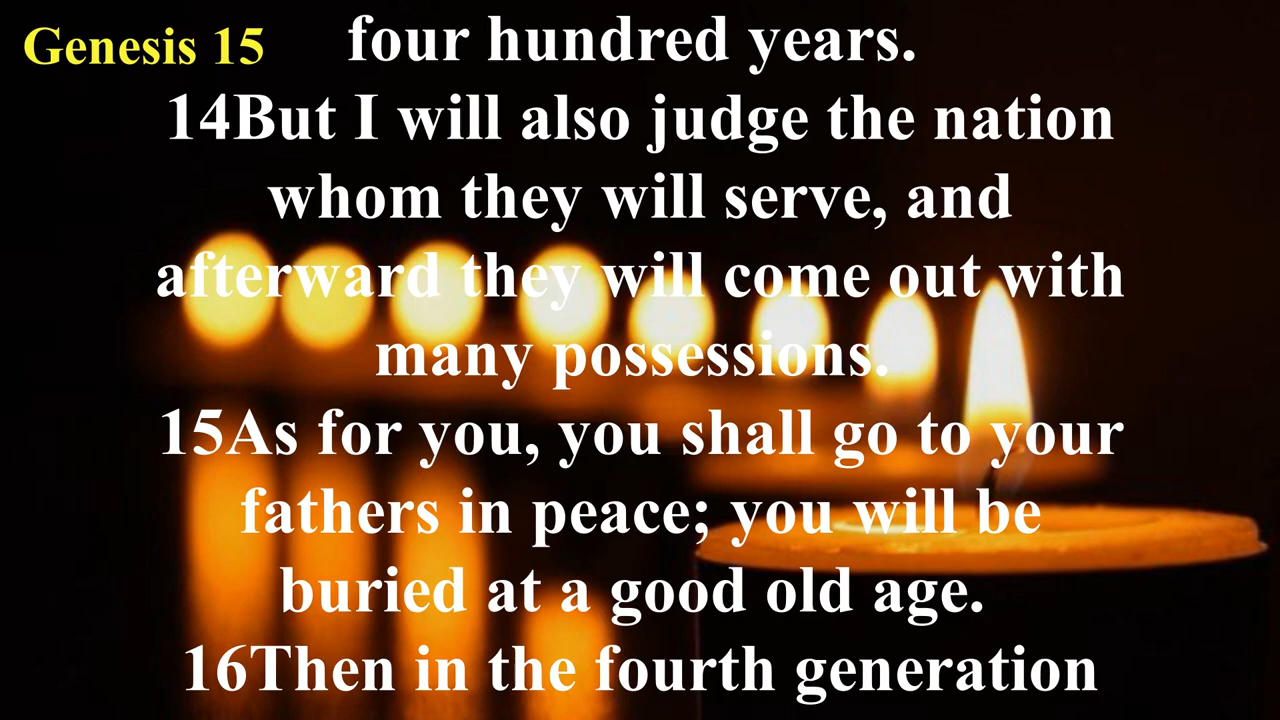 Genesis 15
four hundred years.
14But I will also judge the nation
whom they will serve, and
afterward they will come out with
many possessions.
15As for you, you shall go to your
fathers in peace; you will be
buried at a good old age.
16Then in the fourth generation